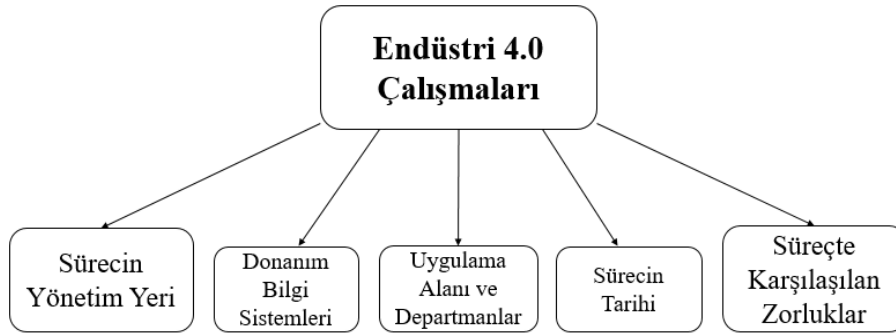 Endüstri 4.0
Çalışmaları
Sürecin
Yönetim Yeri
Donanım
Bilgi
Sistemleri
Uygulama
Alanı ve
Departmanlar
Sürecin
Tarihi
Süreçte
Karşılaşılan
Zorluklar